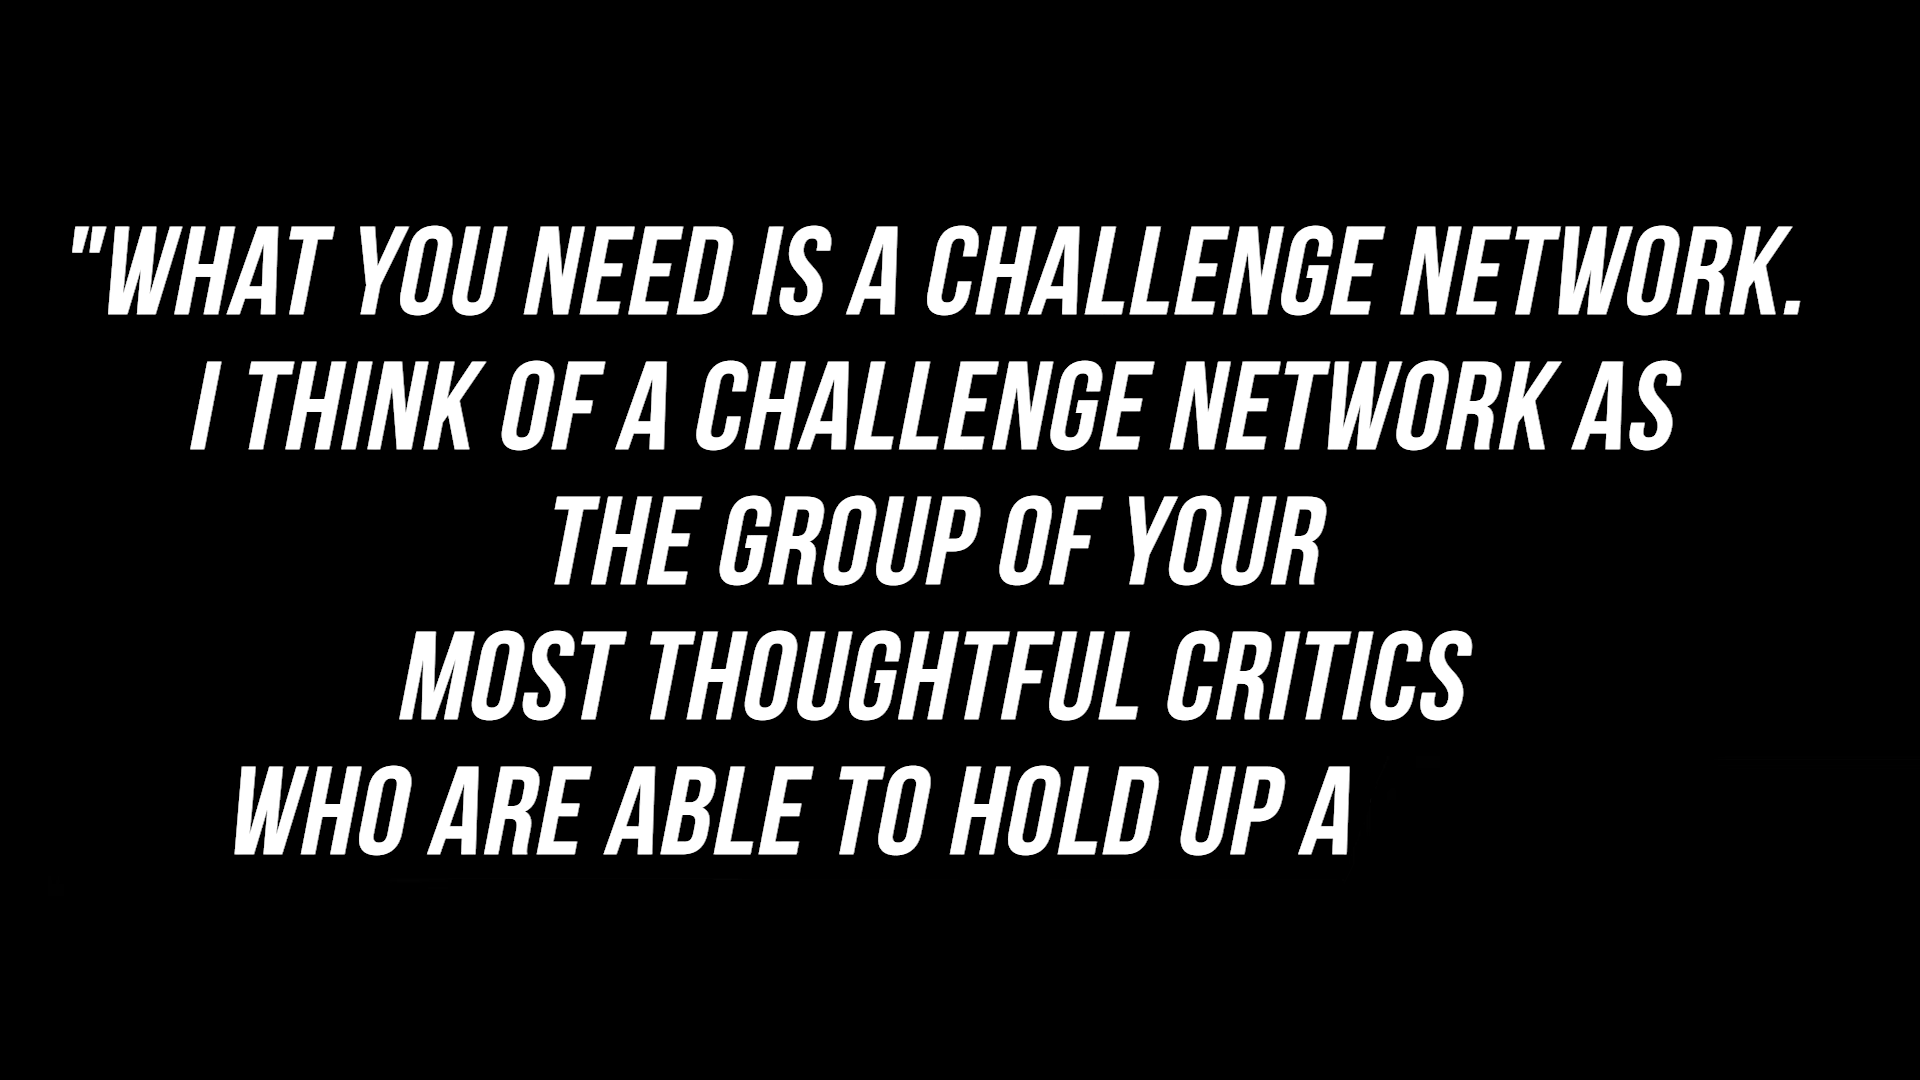 "WHAT YOU NEED IS A CHALLENGE NETWORK.
I THINK OF A CHALLENGE NETWORK AS
THE GROUP OF YOUR
MOST THOUGHTFUL CRITICS
WHO ARE ABLE TO HOLD UP A